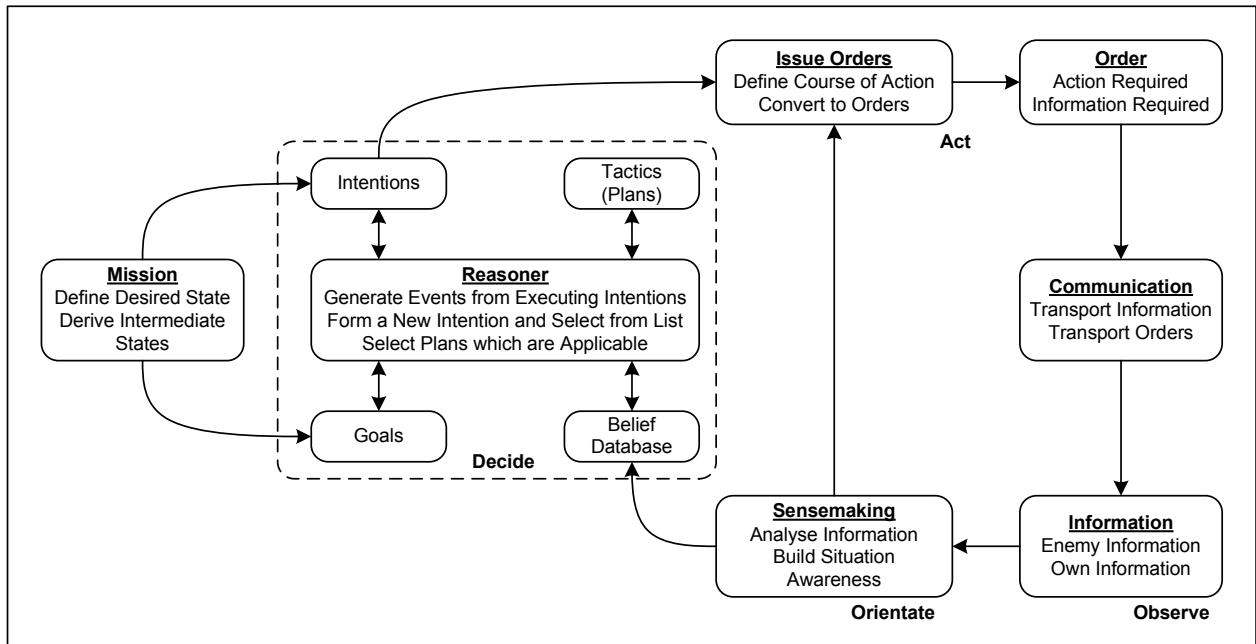 Issue Orders
Define Course of Action
Convert to Orders
Order
Action Required
Information Required
Act
Intentions
Tactics
(Plans)
Mission
Define Desired State
Derive Intermediate
States
Reasoner
Generate Events from Executing Intentions
Form a New Intention and Select from List
Select Plans which are Applicable
Communication
Transport Information
Transport Orders
Goals
Belief
Database
Decide
Sensemaking
Analyse Information
Build Situation
Awareness
Information
Enemy Information
Own Information
Orientate
Observe